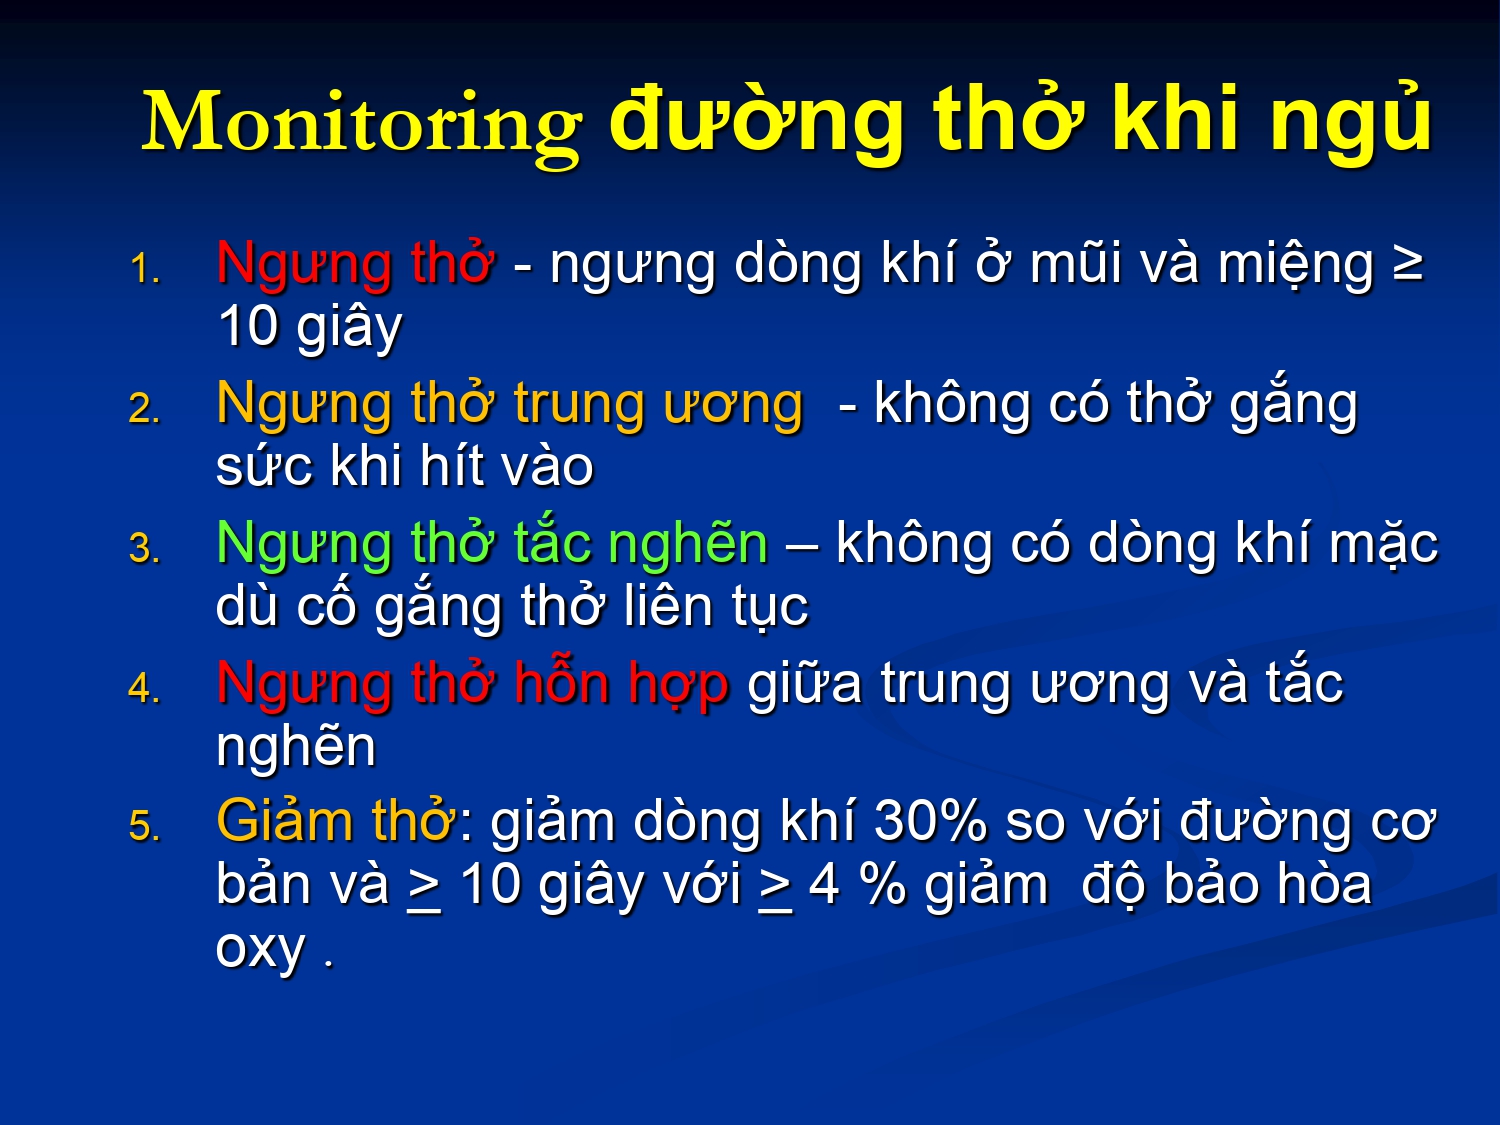 Monitoring đường thở khi ngủ
1. Ngưng thở - ngưng dòng khí ở mũi và miệng ≥
10 giây
2. Ngưng thở trung ương  - không có thở gắng
sức khi hít vào
3. Ngưng thở tắc nghẽn – không có dòng khí mặc
dù cố gắng thở liên tục
4. Ngưng thở hỗn hợp giữa trung ương và tắc
nghẽn
5. Giảm thở: giảm dòng khí 30% so với đường cơ
bản và > 10 giây với > 4 % giảm  độ bảo hòa
oxy .